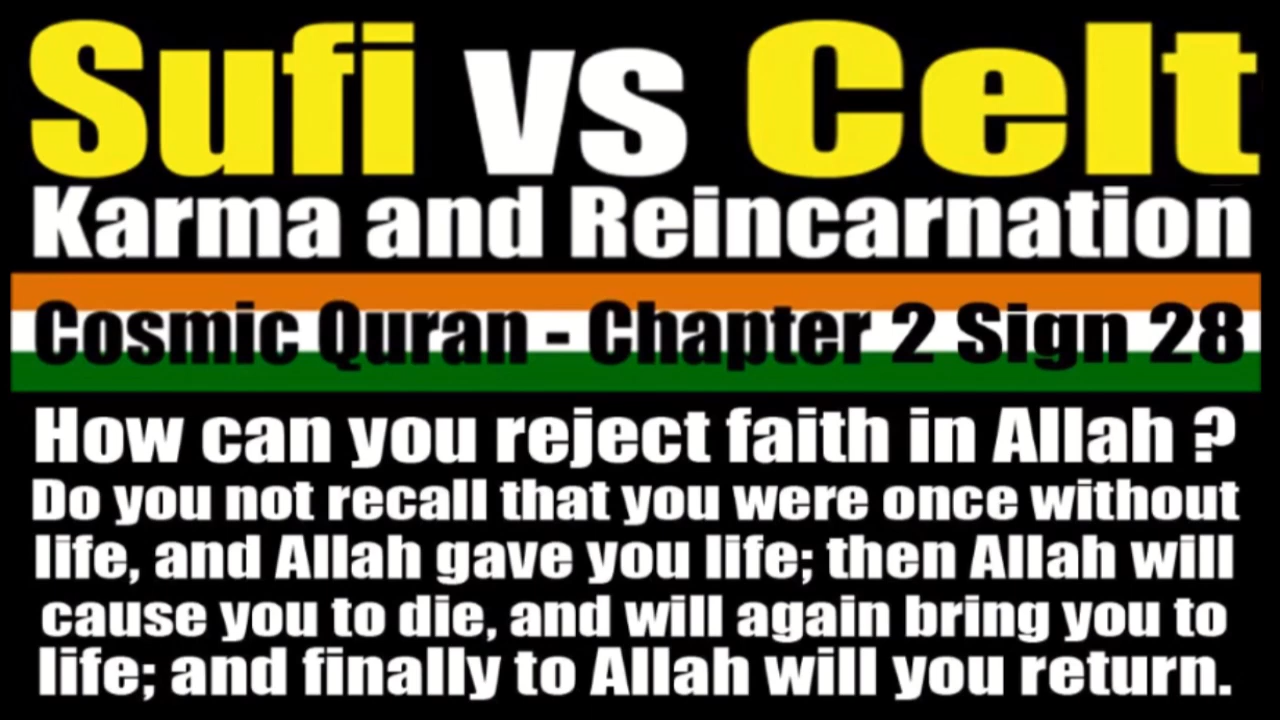 Sufi vs Celt
Karma and Reincarnation
Cosmic Quran - Chapter 2 Sign 28
How can you reject faith in Allah ?
Do you not recall that you were once without
life, and Allah gave you life; then Allah will
cause you to die, and will again bring you to
life; and finally to Allah will you return.